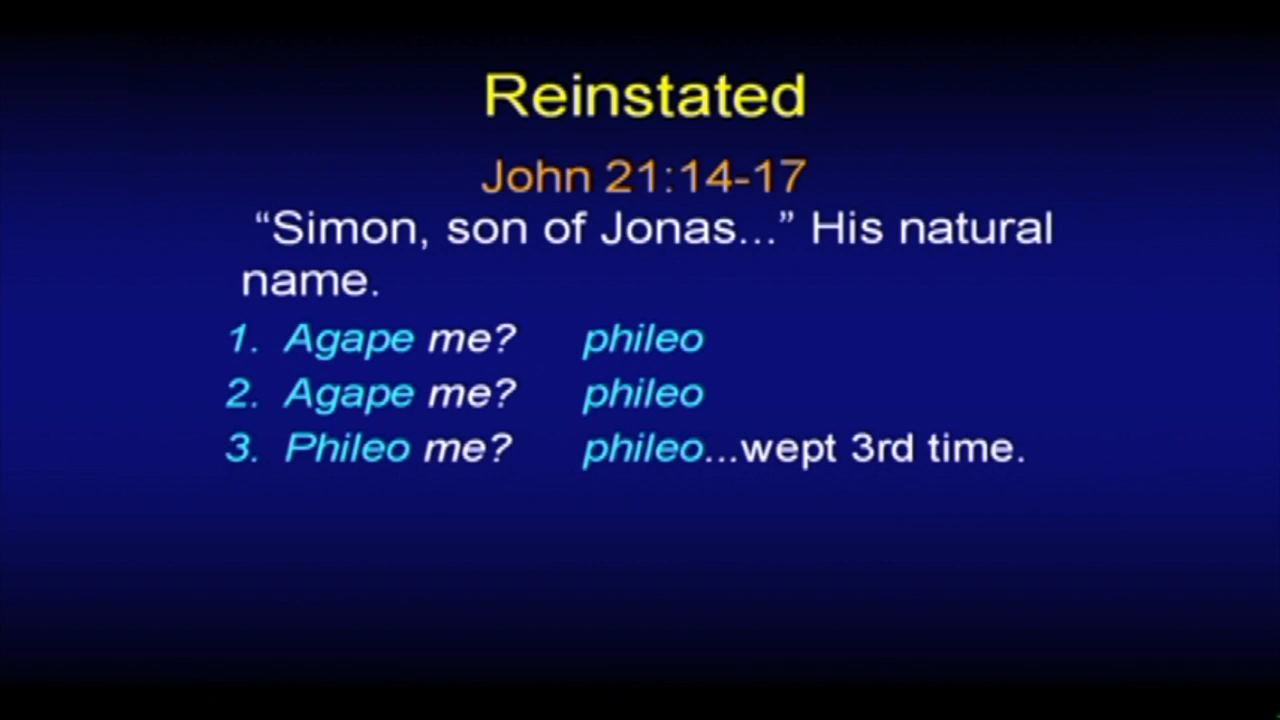 Reinstated
John 21:14-17
“Simon, son of Jonas...” His natural
name.
1. Agape me? phileo
2. Agape me? phileo
3. Phileo me? phileo...wept 3rd time.